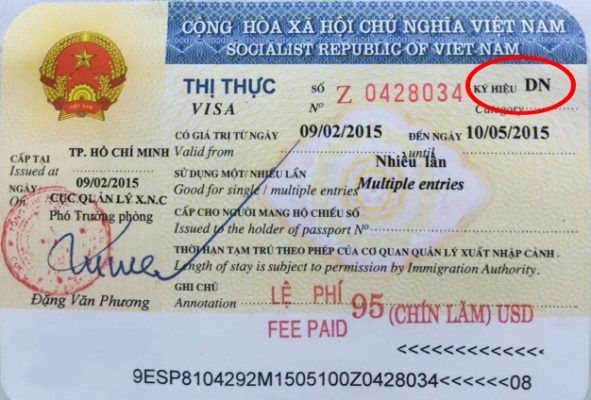 CỘNG HÒA XÃ HỘI CHỦ NGHĨA VIỆT NAM
SOCIALIST REPUBLIC OF VIET NAM
THỊ THỰC SỐ Z 0428034 KÝ HIỆU DN
VISA Nº Category
CÓ GIÁ TRỊ TỪ NGÀY 09/02/2015 ĐẾN NGÀY 10/05/2015
Valid from until
CẤP TẠI TP. HỒ CHÍ MINH
Issued at
SỬ DỤNG MỘT/ NHIỀU LẦN Nhiều lần
Good for single / multiple entries Multiple entries
NGÀY 09/02/2015
On CỤC QUẢN LÝ X.N.C
Phó Trưởng phòng
CẤP CHO NGƯỜI MANG HỘ CHIẾU SỐ
Issued to the holder of passport Nº
THỜI HẠN TẠM TRÚ THEO PHÉP CỦA CƠ QUAN QUẢN LÝ XUẤT NHẬP CẢNH .
Length of stay is subject to permission by Immigration Authority.
GHI CHÚ
Annotation
Đặng Văn Phương
LỆ PHÍ 95 (CHÍN LĂM) USD
FEE PAID
<<<<<<<<<<<<<
9ESP8104292M1505100Z0428034<<<<<<08